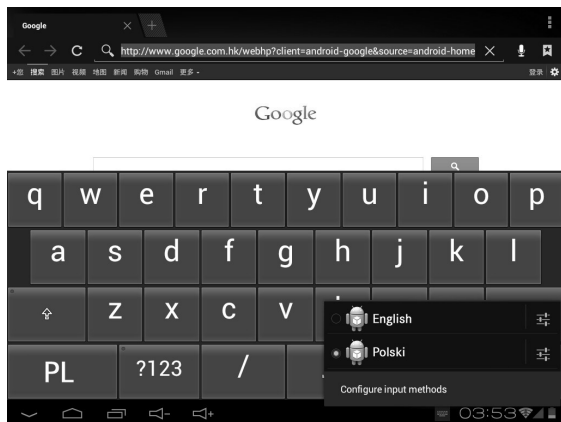 Google
http://www.google.com.hk/webhp?client=android-google&source=android-home
+您 搜索 图片 视频 地图 新闻 购物 Gmail 更多
登录
Google
q w e r t y u i o p
a s d f g h j k l
z x c v
English
PL ?123 /
Polski
Configure input methods
03:53